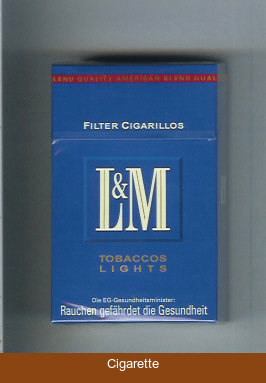 LEND QUALITY AMERICAN BLEND QUAL
FILTER CIGARILLOS
L&M
TOBACCOS
LIGHTS
Die EG-Gesundheitsminister:
Rauchen gefährdet die Gesundheit
Cigarette